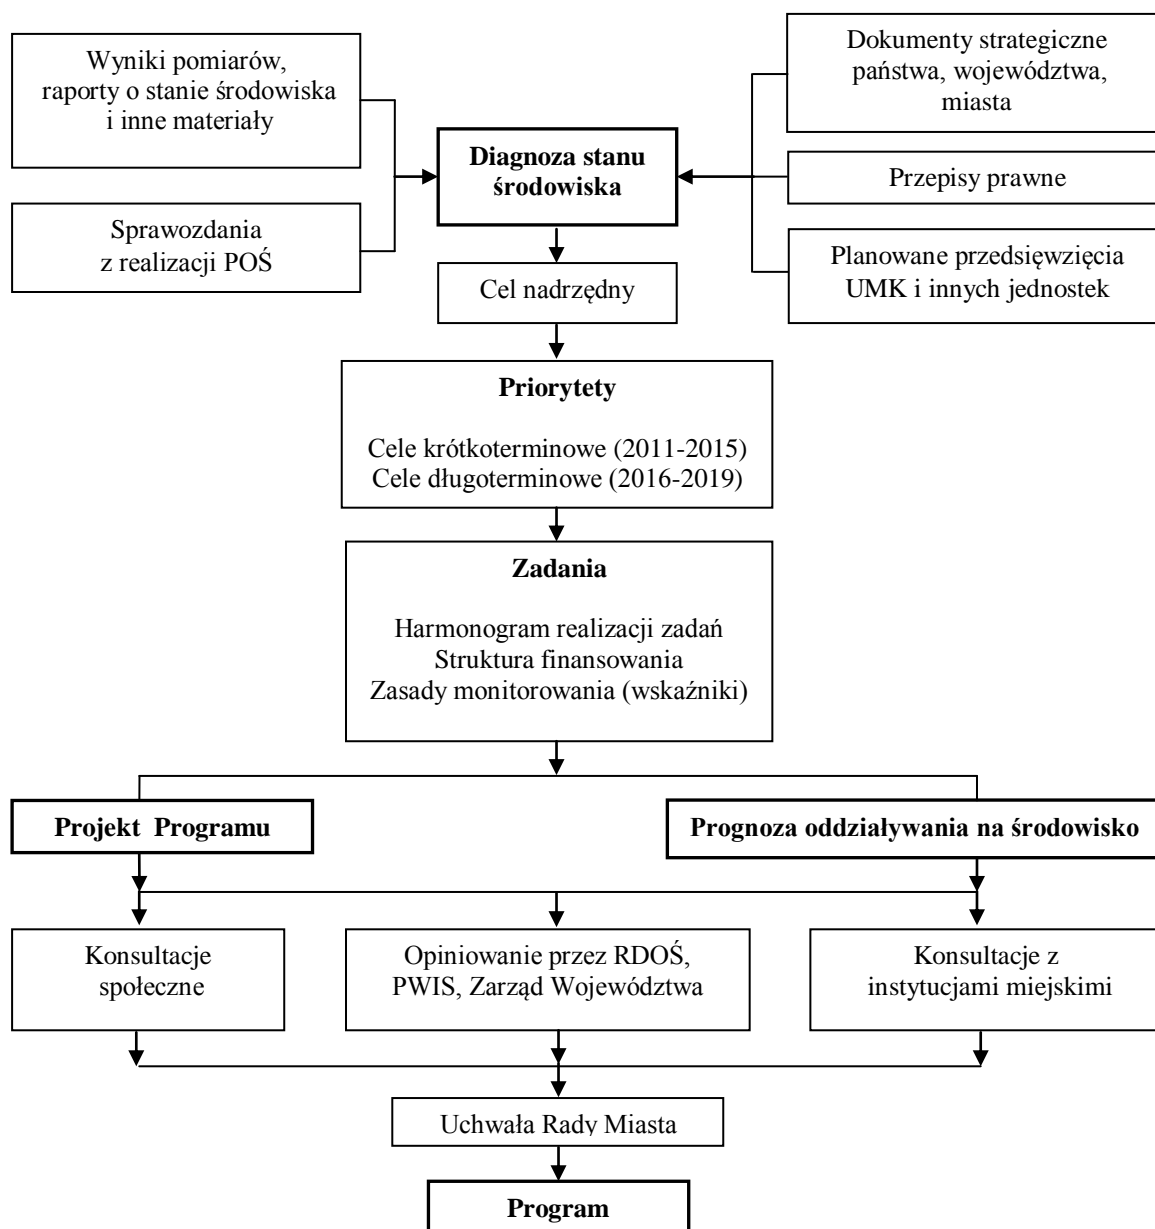 Wyniki pomiarów,
raporty o stanie środowiska
i inne materiały
Dokumenty strategiczne
państwa, województwa,
miasta
Diagnoza stanu
środowiska
Przepisy prawne
Sprawozdania
z realizacji POŚ
Planowane przedsięwzięcia
UMK i innych jednostek
Cel nadrzędny
Priorytety
Cele krótkoterminowe (2011-2015)
Cele długoterminowe (2016-2019)
Zadania
Harmonogram realizacji zadań
Struktura finansowania
Zasady monitorowania (wskaźniki)
Projekt Programu
Prognoza oddziaływania na środowisko
Konsultacje
społeczne
Opiniowanie przez RDOŚ,
PWIS, Zarząd Województwa
Konsultacje z
instytucjami miejskimi
Uchwała Rady Miasta
Program